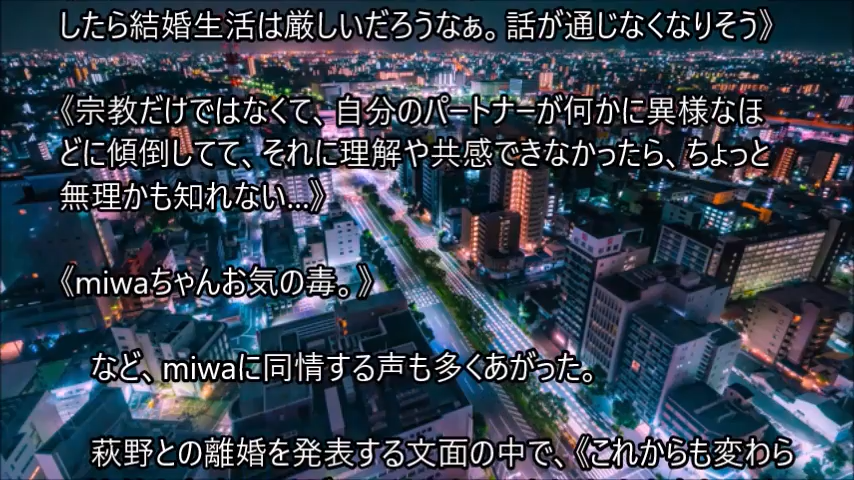 したら結婚生活は厳しいだろうなぁ。話が通じなくなりそう》
《宗教だけではなくて、自分のパートナーが何かに異様なほ
どに傾倒してて、それに理解や共感できなかったら、ちょっと
無理かも知れない…》
《miwaちゃんお気の毒。》
など、miwaに同情する声も多くあがった。
萩野との離婚を発表する文面の中で、《これからも変わら